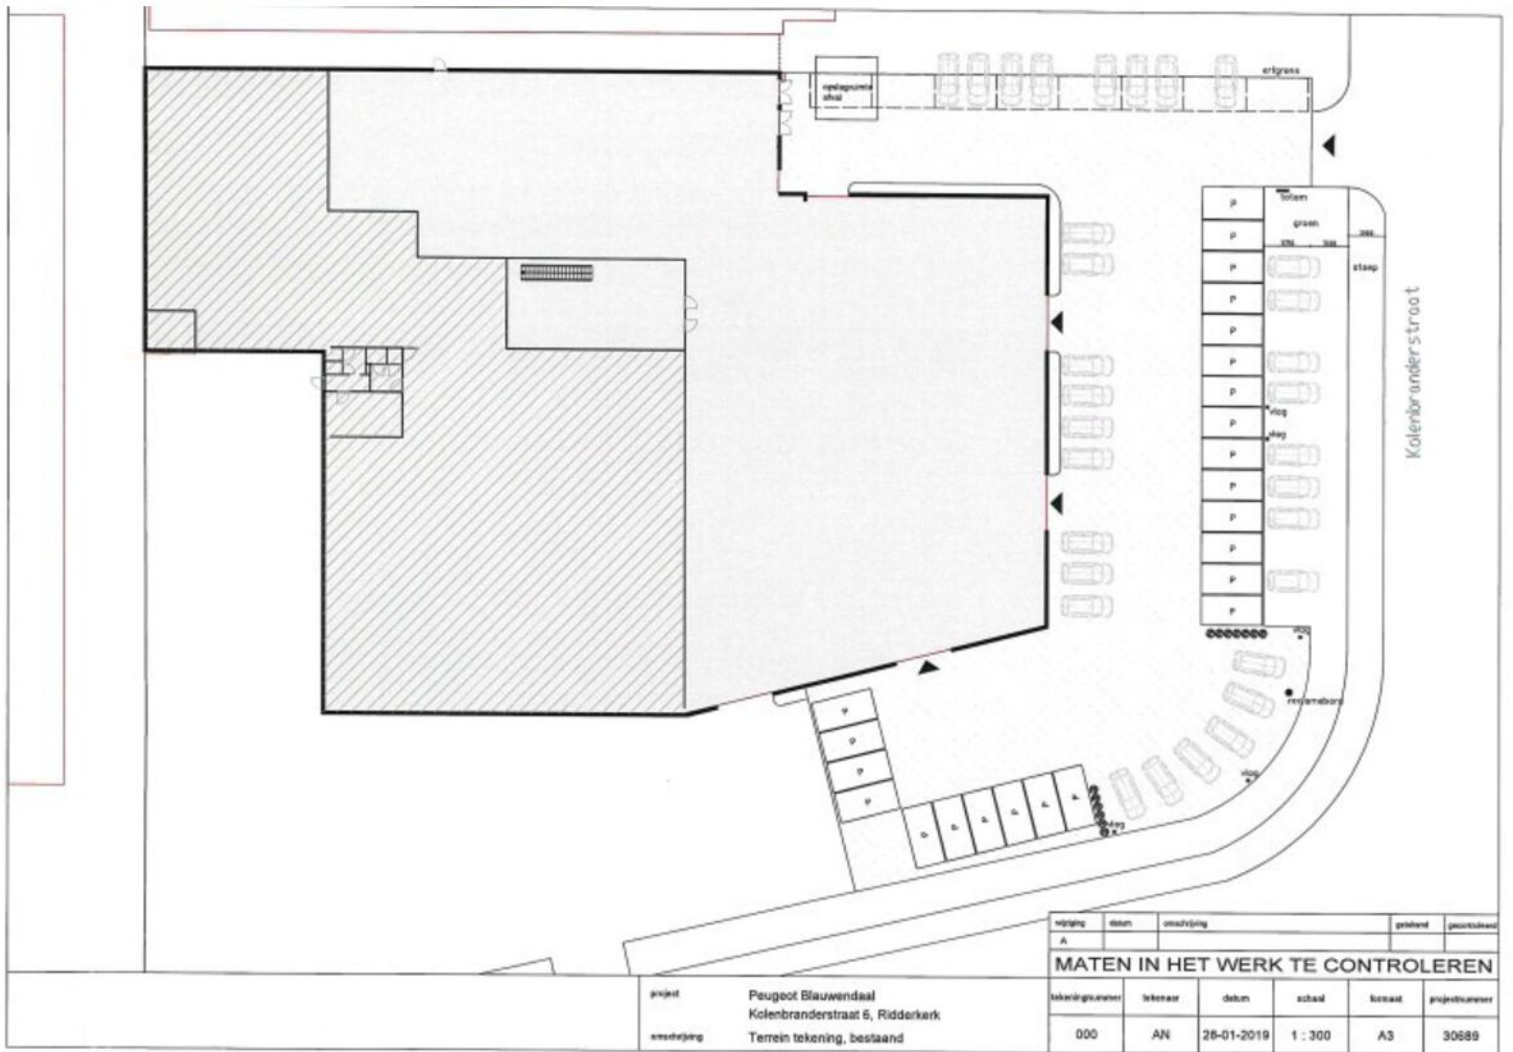 erfgrens
opslagruimte
afval
totem
groen
P
P
P
P
P
P
P
P
P
P
P
P
P
P
stoep
Kolenbranderstraat
vlag
vlag
vlag
reclamebord
vlag
vlag
P
P
P
P
P
P
P
P
P
P
wijziging datum omschrijving getekend gecontroleerd
A
MATEN IN HET WERK TE CONTROLEREN
tekeningnummer tekenaar datum schaal formaat projectnummer
000 AN 28-01-2019 1 : 300 A3 30689
project Peugeot Blauwendaal
Kolenbranderstraat 6, Ridderkerk
omschrijving Terrein tekening, bestaand